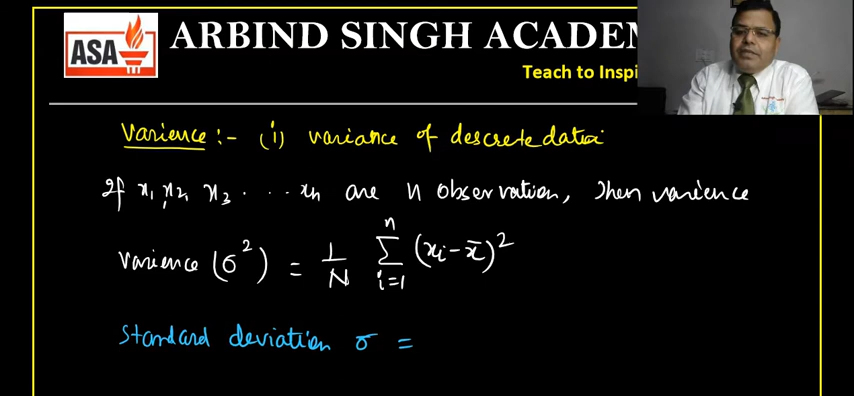 ASA
ARBIND SINGH ACADEM
Teach to Inspi
Varience :- (i) variance of descrete data
If x₁, x₂, x₃ . . . . xₙ are n observation, then varience
Varience (σ²) = 1/N Σⁿᵢ₌₁ (xᵢ - x̄)²
Standard deviation σ =